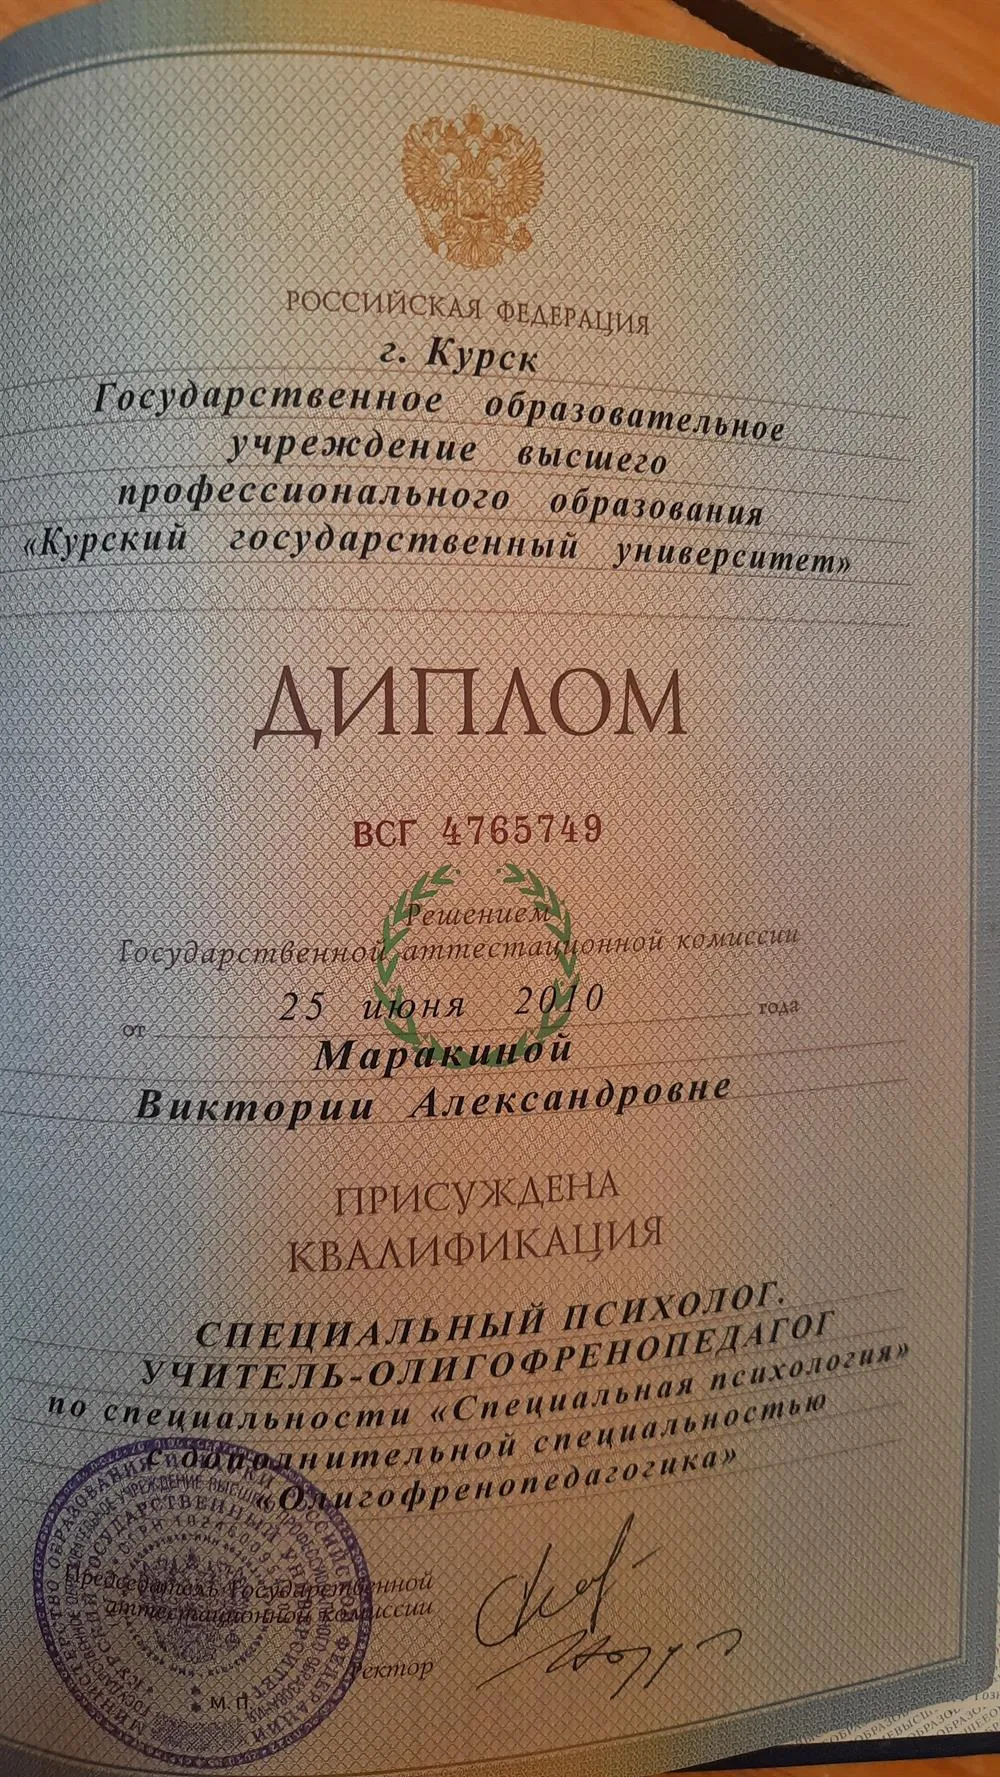 РОССИЙСКАЯ ФЕДЕРАЦИЯ
г. Курск
Государственное образовательное
учреждение высшего
профессионального образования
«Курский государственный университет»
ДИПЛОМ
ВСГ 4765749
Решением
Государственной аттестационной комиссии
от 25 июня 2010 года
Маракиной
Виктории Александровне
ПРИСУЖДЕНА
КВАЛИФИКАЦИЯ
СПЕЦИАЛЬНЫЙ ПСИХОЛОГ.
УЧИТЕЛЬ-ОЛИГОФРЕНОПЕДАГОГ
по специальности «Специальная психология»
с дополнительной специальностью
«Олигофренопедагогика»
Председатель Государственной
аттестационной комиссии
Ректор
М. П.